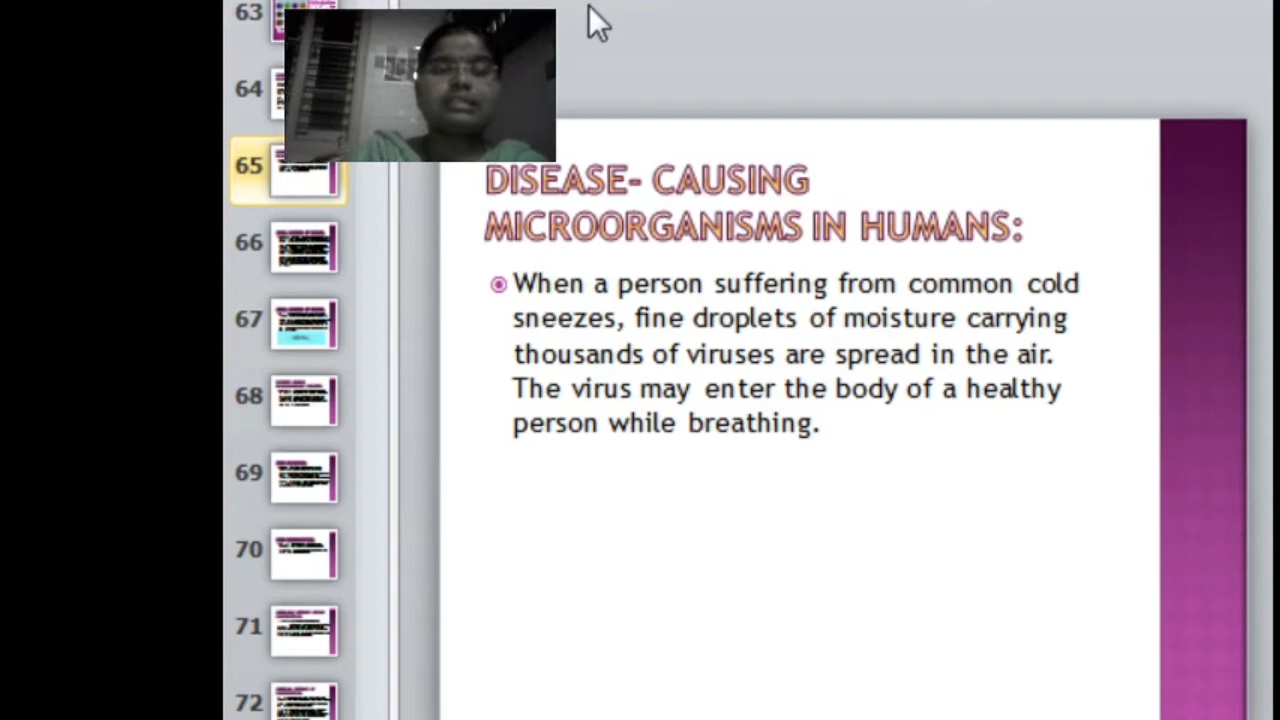 63
64
65
66
67
68
69
70
71
72
DISEASE- CAUSING
MICROORGANISMS IN HUMANS:
When a person suffering from common cold
sneezes, fine droplets of moisture carrying
thousands of viruses are spread in the air.
The virus may enter the body of a healthy
person while breathing.